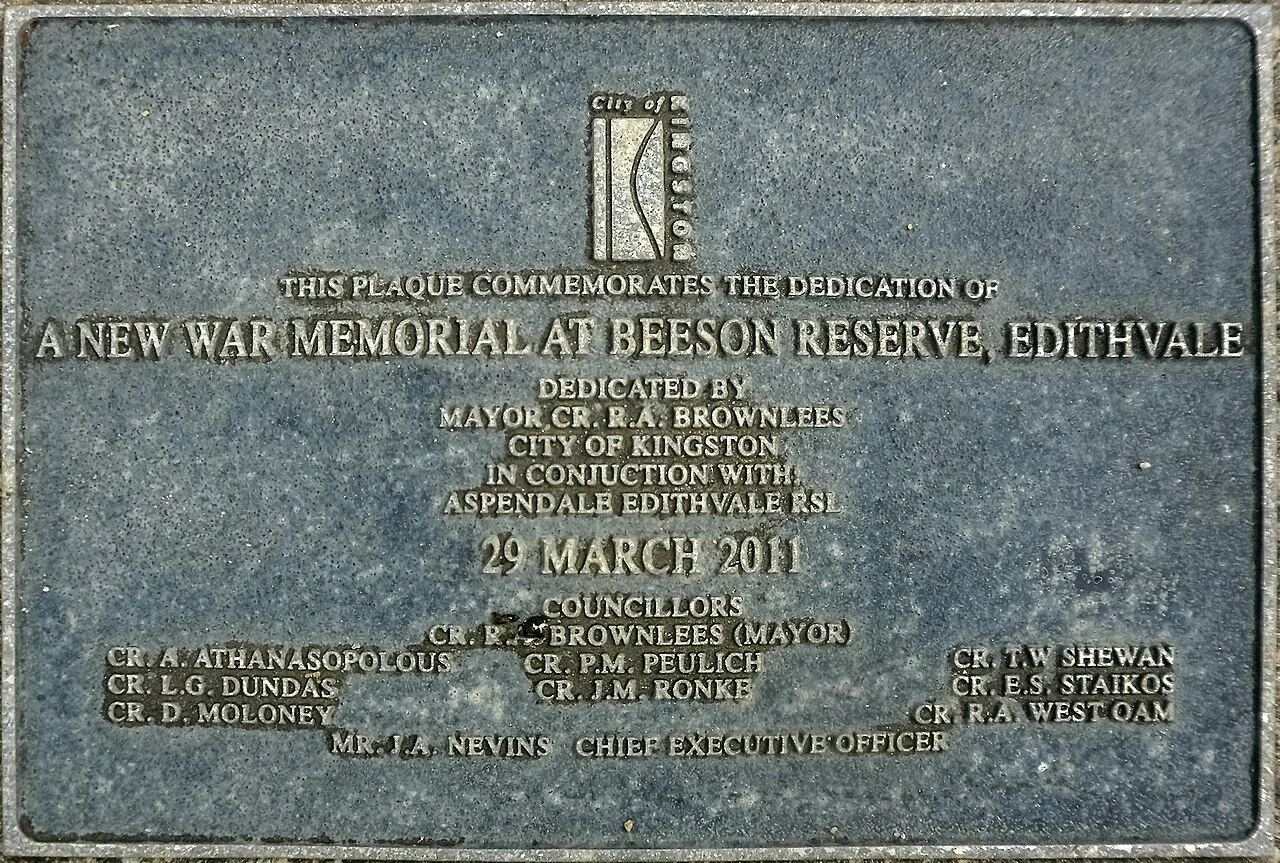 City of KINGSTON
THIS PLAQUE COMMEMORATES THE DEDICATION OF
A NEW WAR MEMORIAL AT BEESON RESERVE, EDITHVALE
DEDICATED BY
MAYOR CR. R.A. BROWNLEES
CITY OF KINGSTON
IN CONJUCTION WITH
ASPENDALE EDITHVALE RSL
29 MARCH 2011
COUNCILLORS
CR. R.A. BROWNLEES (MAYOR)
CR. A. ATHANASOPOLOUS CR. P.M. PEULICH CR. T.W SHEWAN
CR. L.G. DUNDAS CR. J.M. RONKE CR. E.S. STAIKOS
CR. D. MOLONEY CR. R.A. WEST OAM
MR. J.A. NEVINS CHIEF EXECUTIVE OFFICER